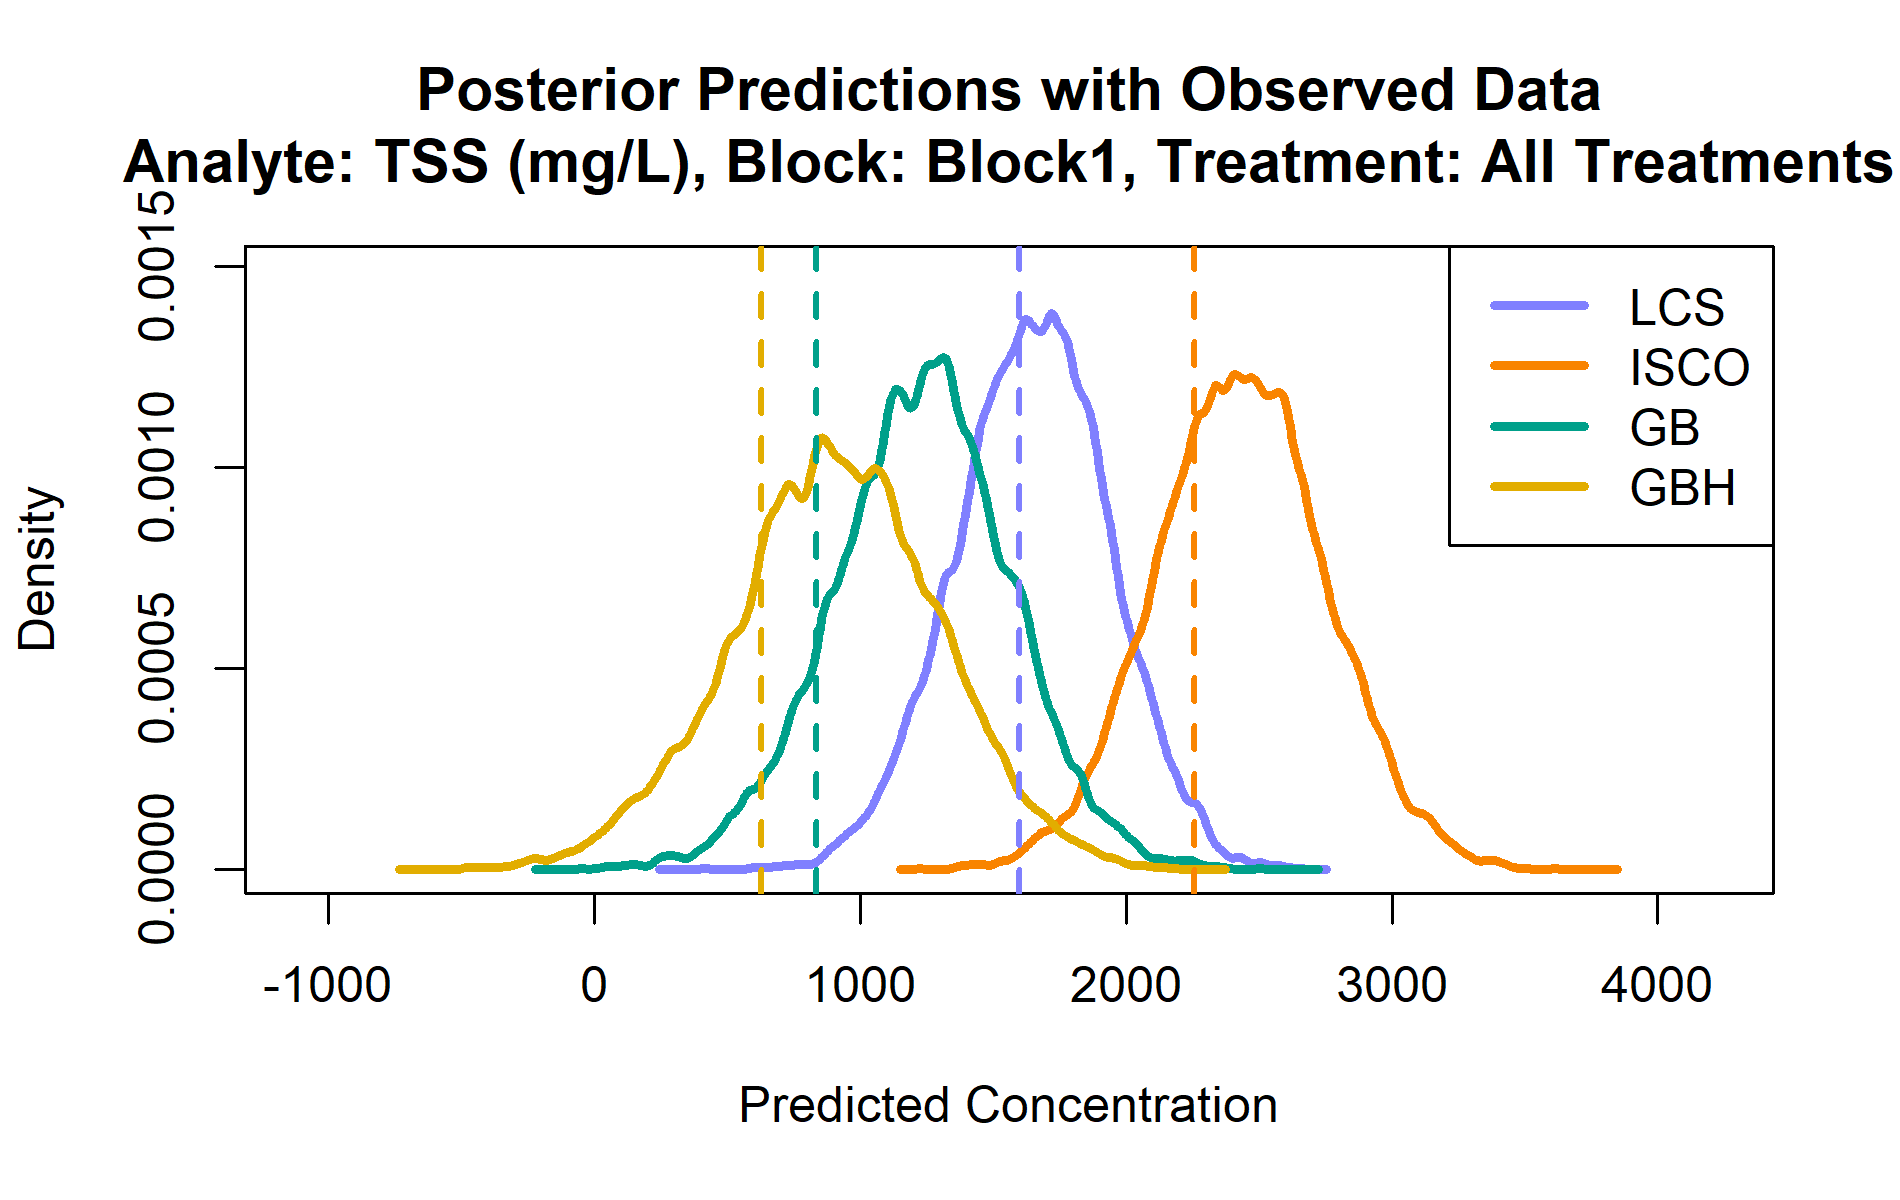 Posterior Predictions with Observed Data
Analyte: TSS (mg/L), Block: Block1, Treatment: All Treatments
0.0015
0.0010
0.0005
0.0000
Density
LCS
ISCO
GB
GBH
-1000
0
1000
2000
3000
4000
Predicted Concentration